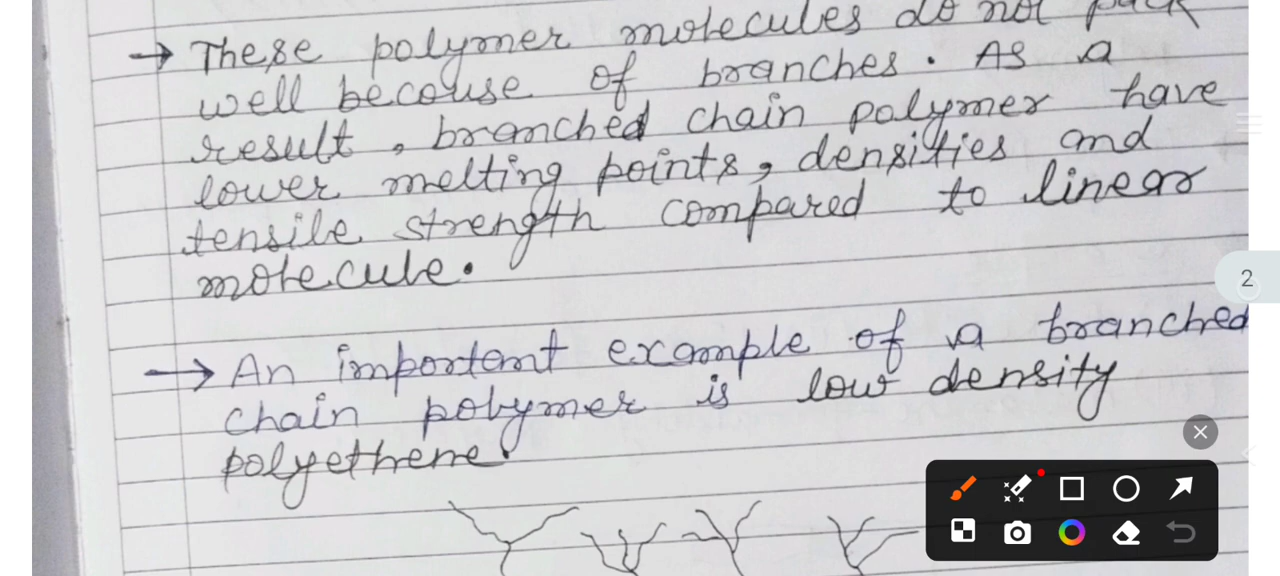 → These polymer molecules do not pack
well because of branches. As a
result, branched chain polymer have
lower melting points, densities and
tensile strength compared to linear
molecule.
→ An important example of a branched
chain polymer is low density
polyethene.
2